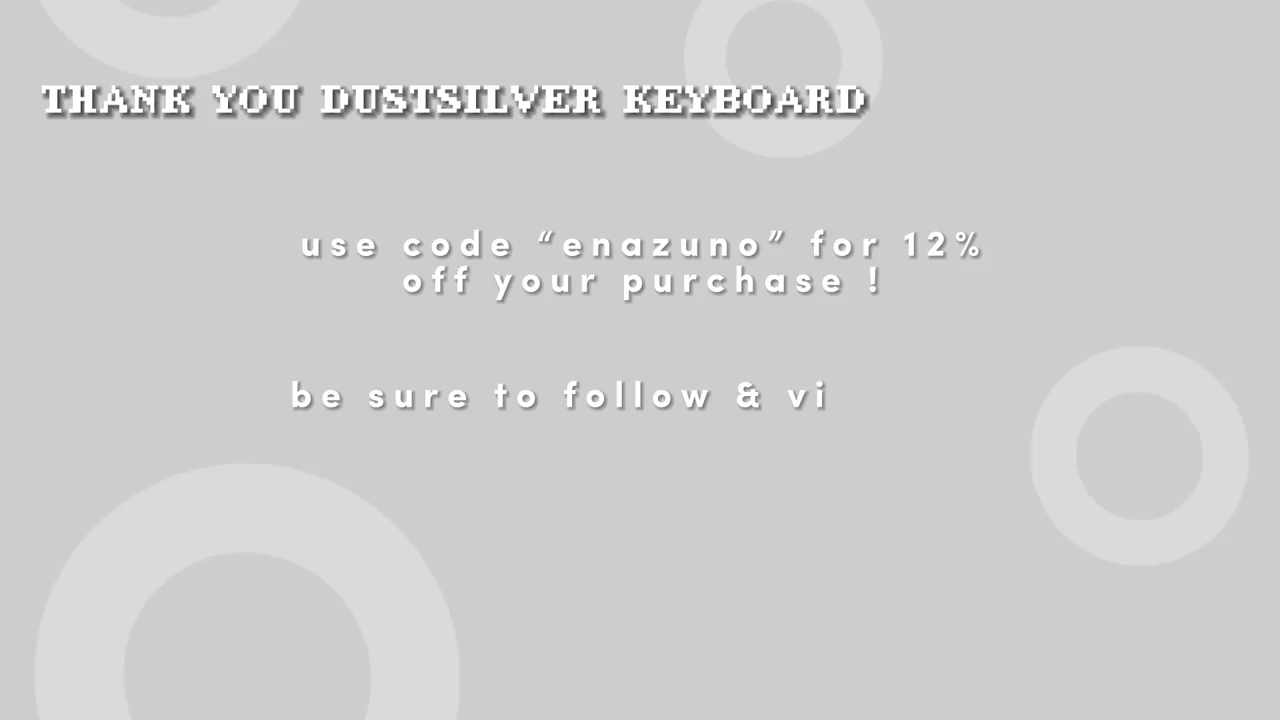 THANK YOU DUSTSILVER KEYBOARD
use code “enazuno” for 12%
off your purchase !
be sure to follow & vi